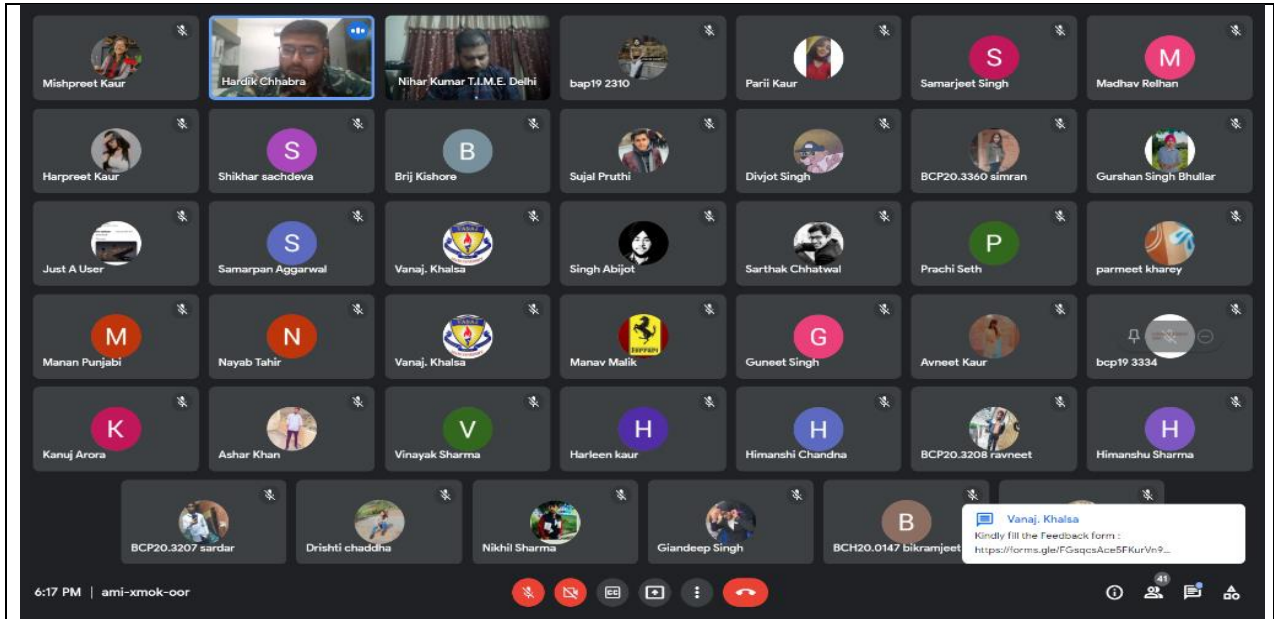 Mishpreet Kaur
Hardik Chhabra
Nihar Kumar T.I.M.E. Delhi
bap19 2310
Parii Kaur
S
Samarjeet Singh
M
Madhav Relhan
Harpreet Kaur
S
Shikhar sachdeva
B
Brij Kishore
Sujal Pruthi
Divjot Singh
BCP20.3360 simran
Gurshan Singh Bhullar
Just A User
S
Samarpan Aggarwal
Vanaj. Khalsa
Singh Abijot
Sarthak Chhatwal
P
Prachi Seth
parmeet kharey
M
Manan Punjabi
N
Nayab Tahir
Vanaj. Khalsa
Manav Malik
G
Guneet Singh
Avneet Kaur
bcp19 3334
K
Kanuj Arora
Ashar Khan
V
Vinayak Sharma
H
Harleen kaur
H
Himanshi Chandna
BCP20.3208 ravneet
H
Himanshu Sharma
BCP20.3207 sardar
Drishti chaddha
Nikhil Sharma
Giandeep Singh
B
BCH20.0147 bikramjeet
Vanaj. Khalsa
Kindly fill the Feedback form :
https://forms.gle/FGsqcsAce5FKurVn9...
6:17 PM | ami-xmok-oor
CC
41